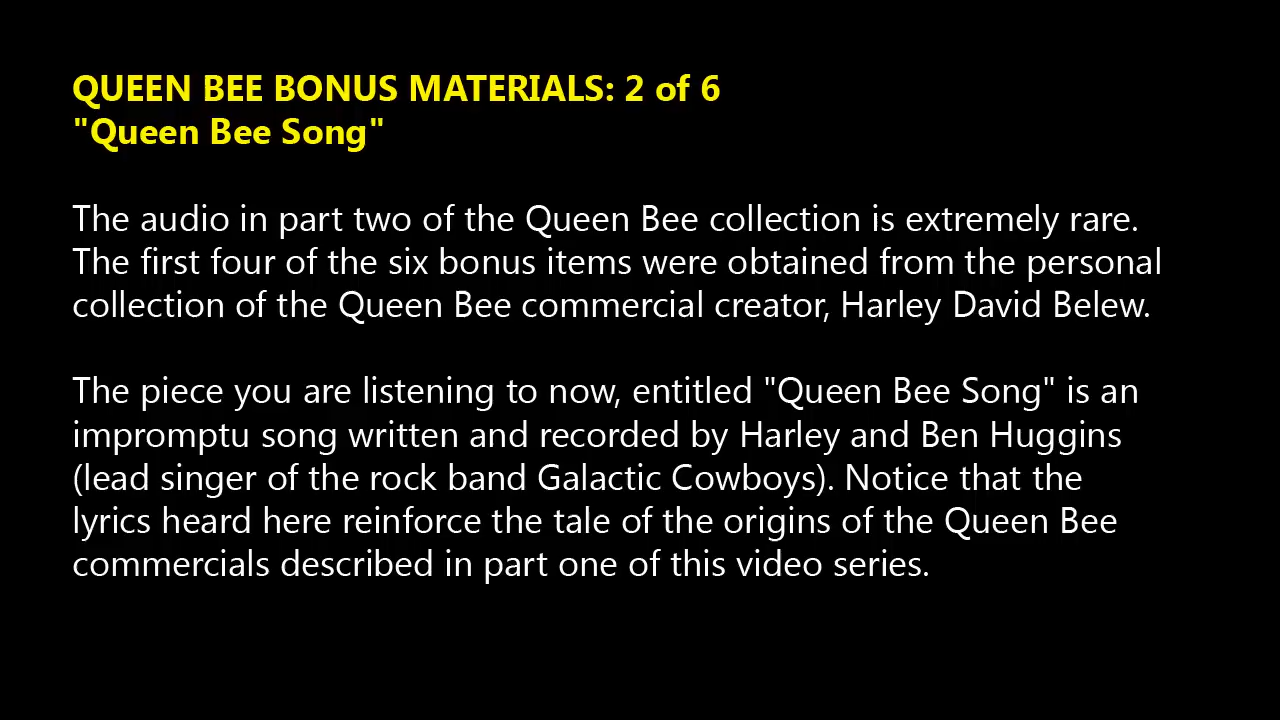 QUEEN BEE BONUS MATERIALS: 2 of 6
"Queen Bee Song"
The audio in part two of the Queen Bee collection is extremely rare.
The first four of the six bonus items were obtained from the personal
collection of the Queen Bee commercial creator, Harley David Belew.
The piece you are listening to now, entitled "Queen Bee Song" is an
impromptu song written and recorded by Harley and Ben Huggins
(lead singer of the rock band Galactic Cowboys). Notice that the
lyrics heard here reinforce the tale of the origins of the Queen Bee
commercials described in part one of this video series.